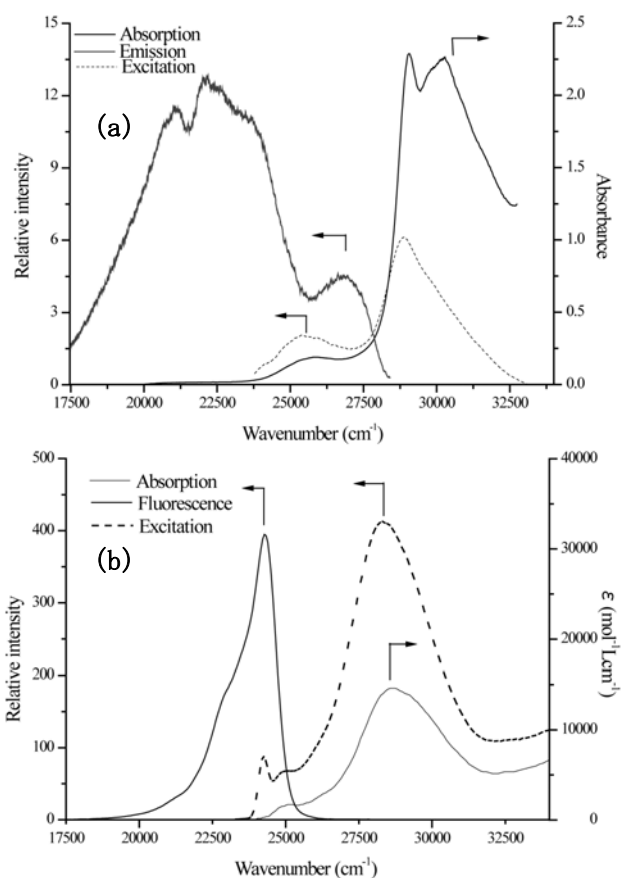 Absorption
Emission
Excitation
(a)
15
12
9
6
3
0
Relative intensity
2.5
2.0
1.5
1.0
0.5
0.0
Absorbance
17500 20000 22500 25000 27500 30000 32500
Wavenumber (cm⁻¹)
Absorption
Fluorescence
Excitation
(b)
500
400
300
200
100
0
Relative intensity
40000
30000
20000
10000
0
ε (mol⁻¹Lcm⁻¹)
17500 20000 22500 25000 27500 30000 32500
Wavenumber (cm⁻¹)